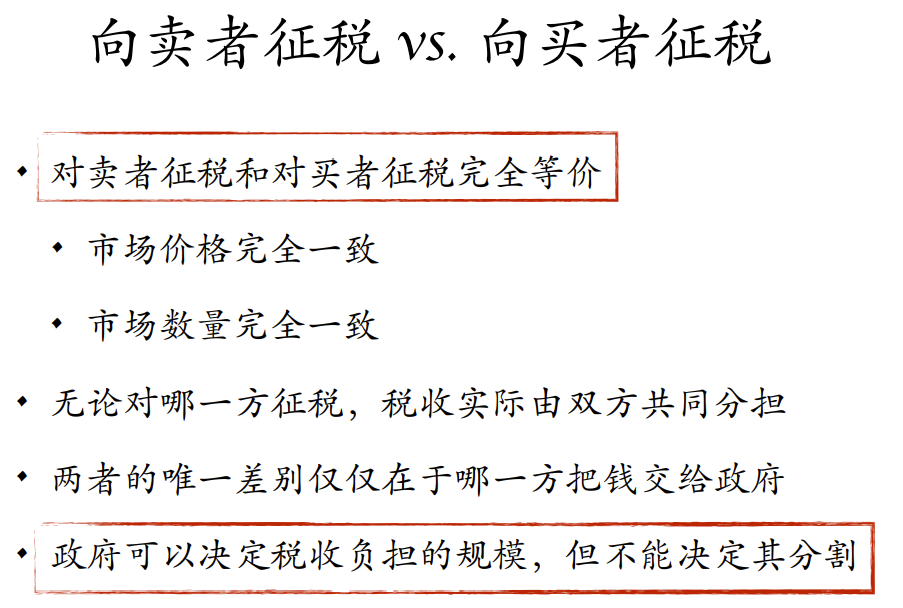 向卖者征税 vs. 向买者征税
对卖者征税和对买者征税完全等价
市场价格完全一致
市场数量完全一致
无论对哪一方征税，税收实际由双方共同分担
两者的唯一差别仅仅在于哪一方把钱交给政府
政府可以决定税收负担的规模，但不能决定其分割